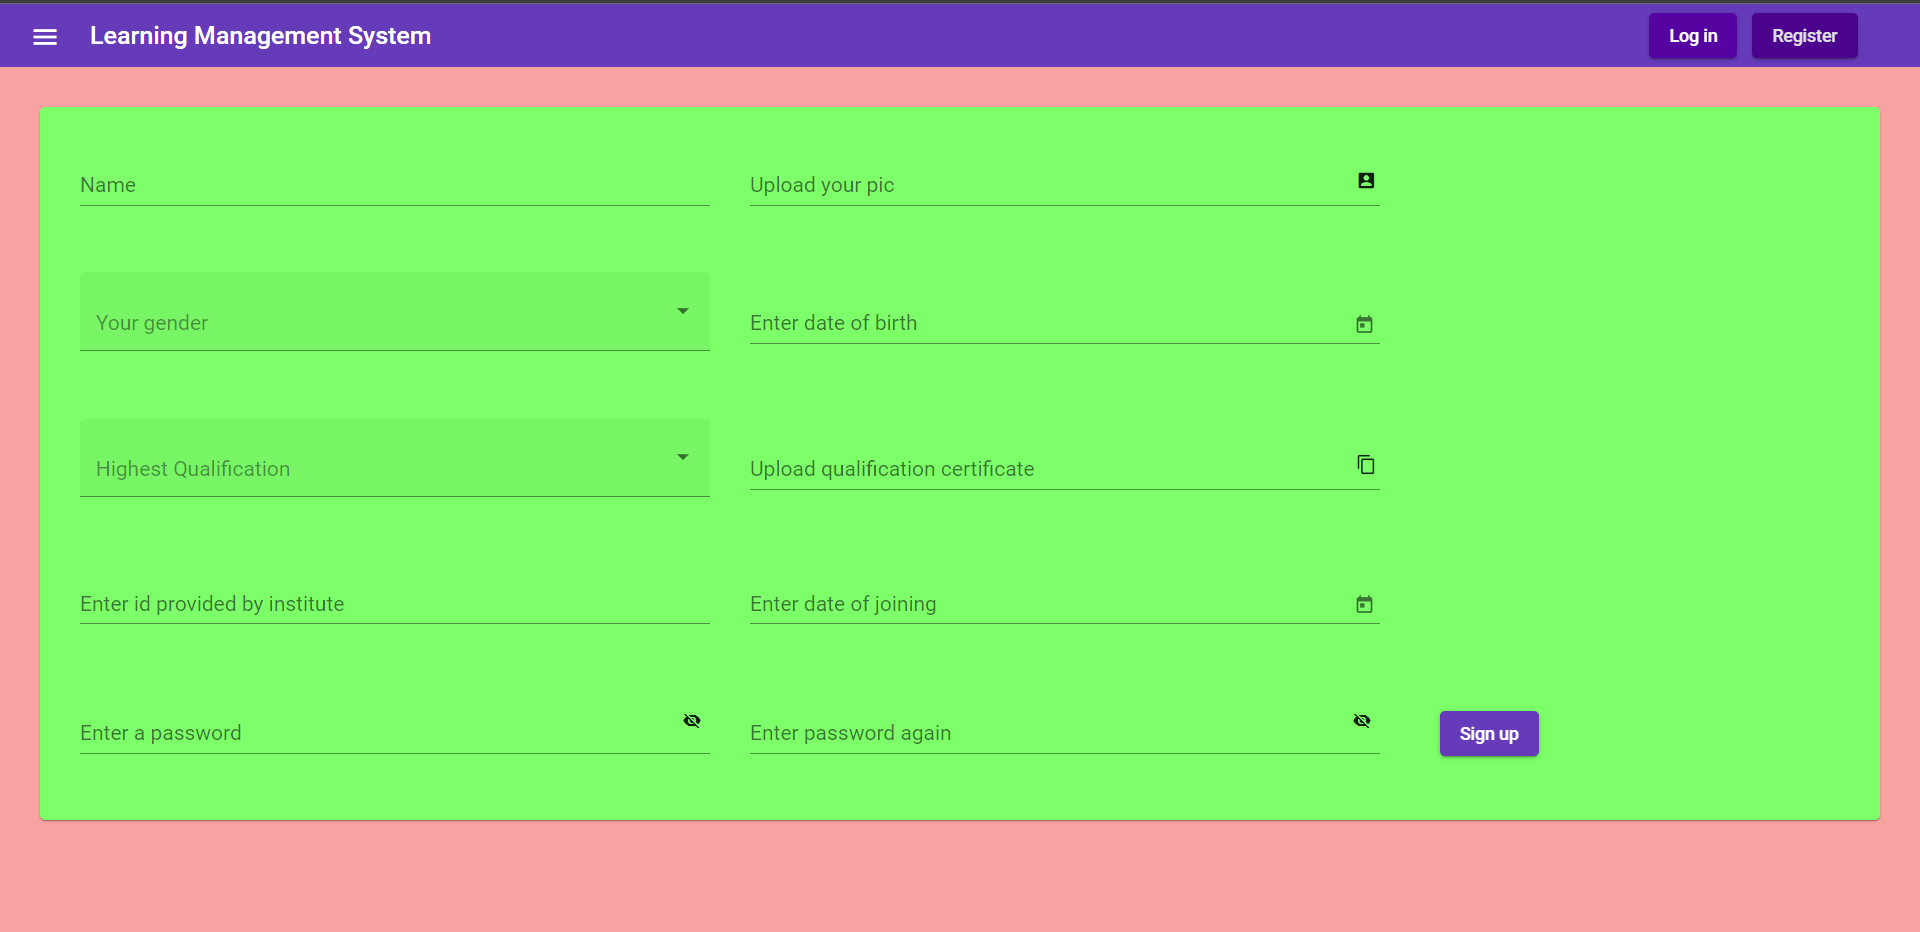 Learning Management System
Log in
Register
Name
Upload your pic
Your gender
Enter date of birth
Highest Qualification
Upload qualification certificate
Enter id provided by institute
Enter date of joining
Enter a password
Enter password again
Sign up